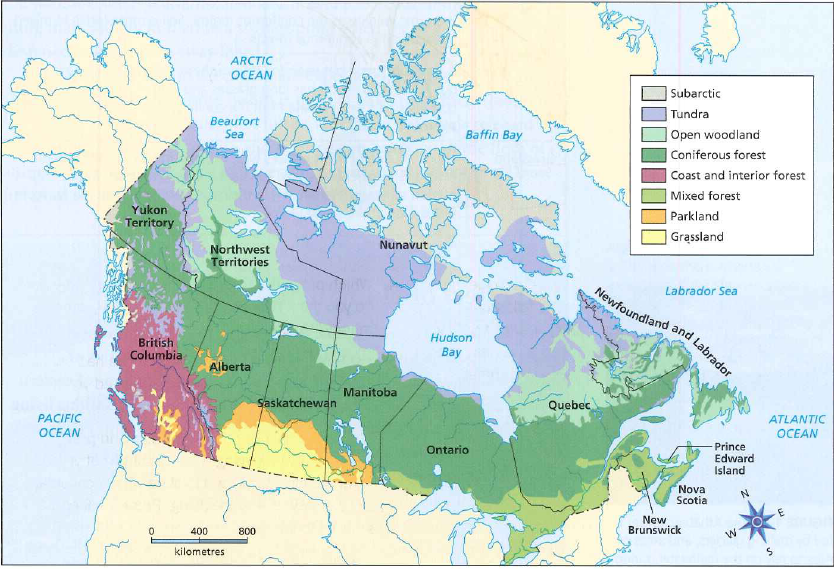 ARCTIC
OCEAN
Beaufort
Sea
Baffin Bay
Subarctic
Tundra
Open woodland
Coniferous forest
Coast and interior forest
Mixed forest
Parkland
Grassland
Yukon
Territory
Northwest
Territories
Nunavut
Labrador Sea
Newfoundland and Labrador
Hudson
Bay
British
Columbia
Alberta
Saskatchewan
Manitoba
Quebec
Ontario
PACIFIC
OCEAN
ATLANTIC
OCEAN
Prince
Edward
Island
Nova
Scotia
New
Brunswick
N
E
W
S
0 400 800
kilometres